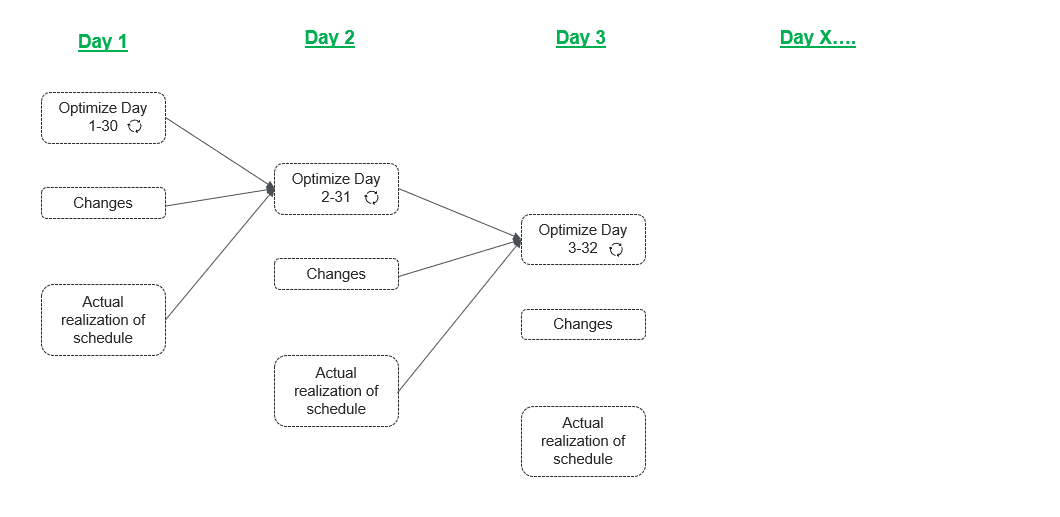 Day 1
Day 2
Day 3
Day X....
Optimize Day
1-30
Changes
Actual
realization of
schedule
Optimize Day
2-31
Changes
Actual
realization of
schedule
Optimize Day
3-32
Changes
Actual
realization of
schedule